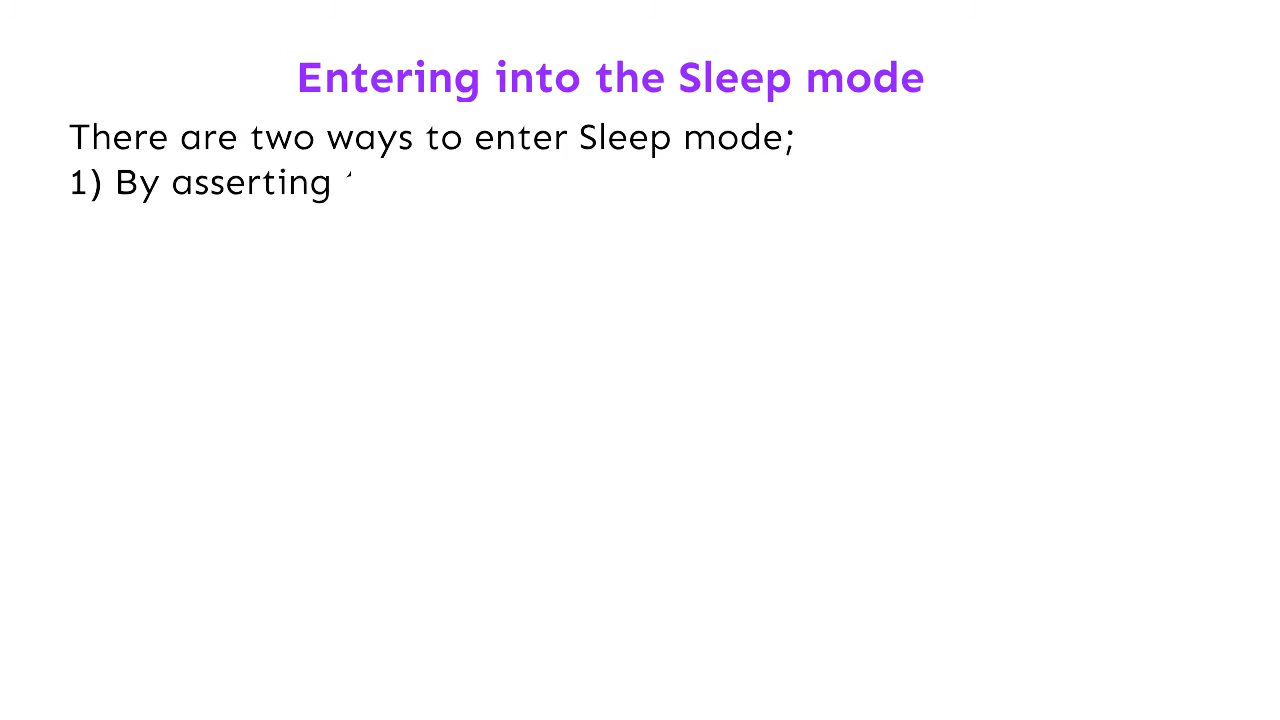 Entering into the Sleep mode
There are two ways to enter Sleep mode;
1) By asserting